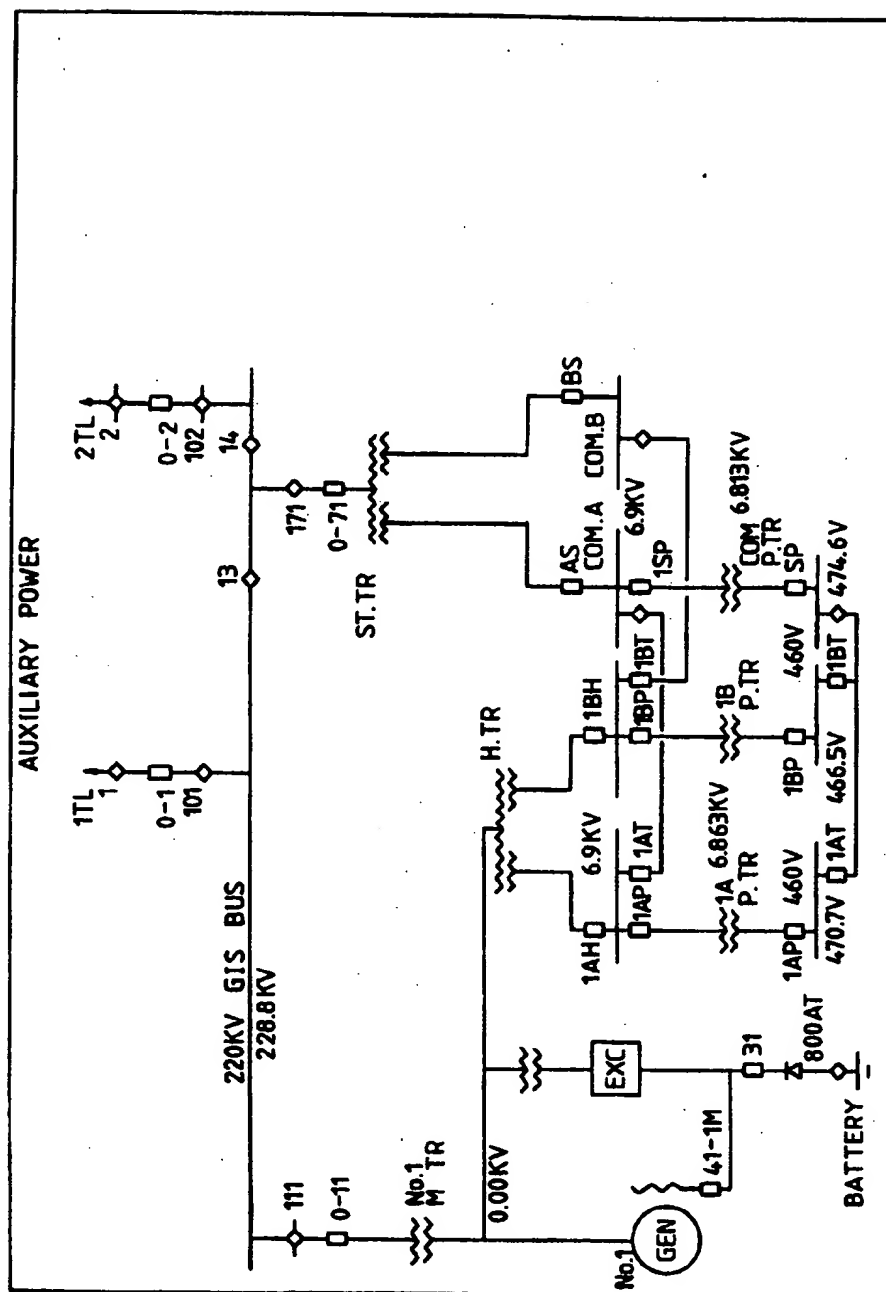 AUXILIARY POWER
1TL
1
0-1
101
2TL
2
0-2
102
220KV GIS BUS
228.8KV
13
14
111
0-11
171
0-71
No.1
M TR
ST.TR
H.TR
0.00KV
No.1
GEN
EXC
41-1M
31
800AT
BATTERY
1AH
6.9KV
1BH
AS
COM.A
BS
COM.B
6.9KV
1AP
1AT
1BP
1BT
1SP
1A 6.863KV
P.TR
1B
P.TR
COM 6.813KV
P.TR
1AP
460V
470.7V
1AT
1BP
460V
466.5V
1BT
SP
474.6V